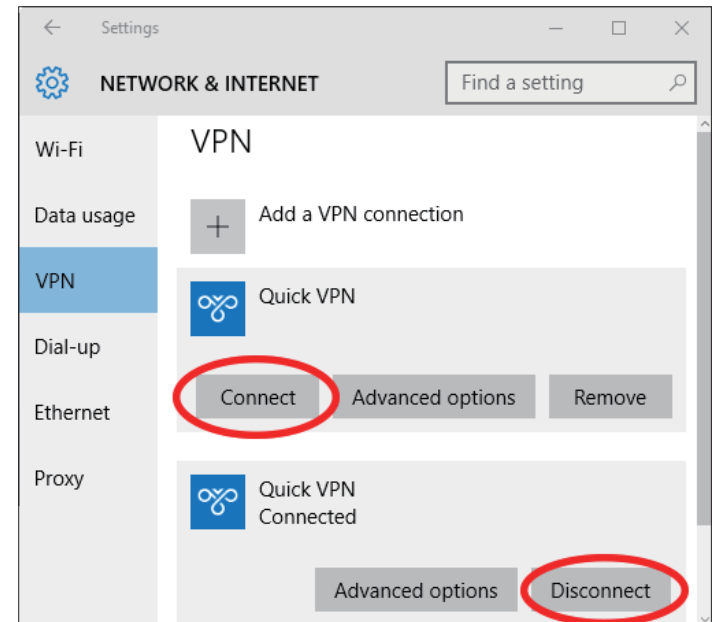 Settings
NETWORK & INTERNET
Find a setting
Wi-Fi
Data usage
VPN
Dial-up
Ethernet
Proxy
VPN
Add a VPN connection
Quick VPN
Connect
Advanced options
Remove
Quick VPN
Connected
Advanced options
Disconnect